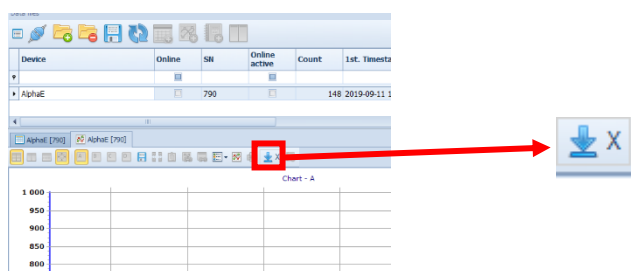 Data files
Device Online SN Online active Count 1st. Timesta
AlphaE 790 148 2019-09-11 1
AlphaE [790] AlphaE [790]
X
X
Chart - A
1 000
950
900
850
800